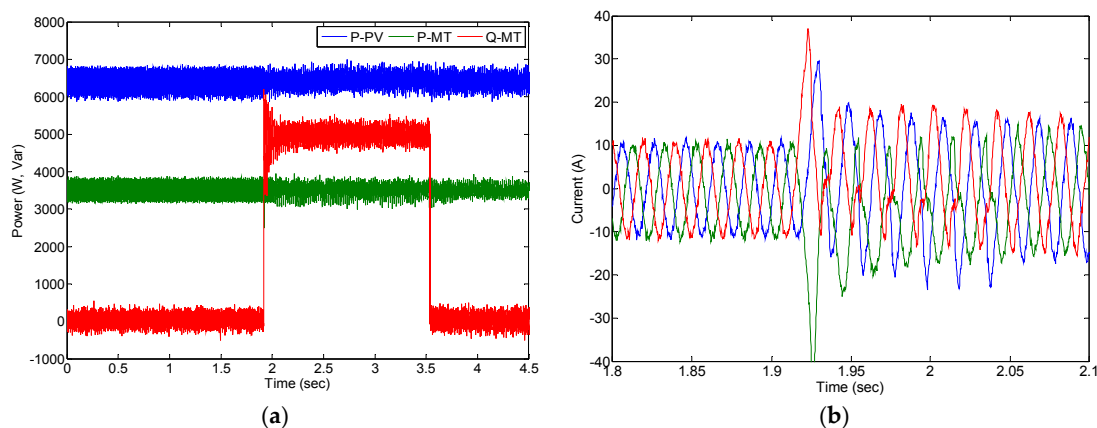 8000
7000
6000
5000
4000
3000
2000
1000
0
-1000
Power (W, Var)
P-PV P-MT Q-MT
0 0.5 1 1.5 2 2.5 3 3.5 4 4.5
Time (sec)
(a)
40
30
20
10
0
-10
-20
-30
-40
Current (A)
1.8 1.85 1.9 1.95 2 2.05 2.1
Time (sec)
(b)